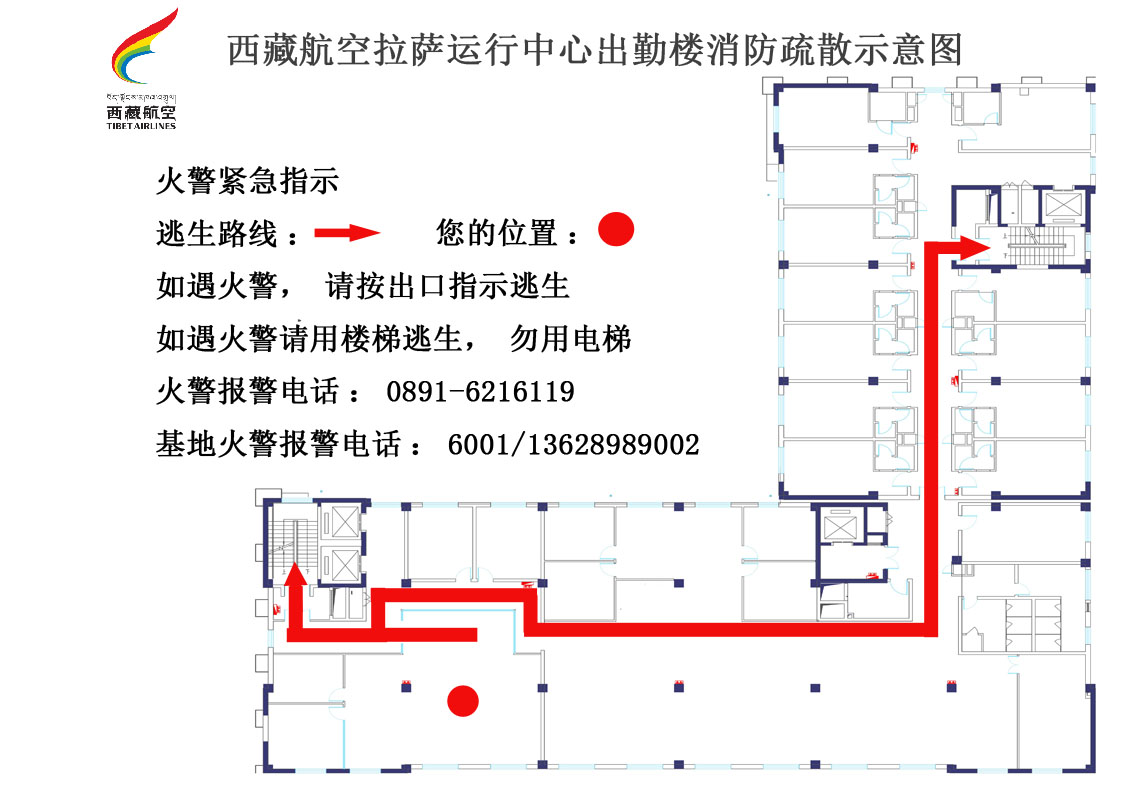 西藏航空拉萨运行中心出勤楼消防疏散示意图
西藏航空
TIBET AIRLINES
火警紧急指示
逃生路线：
您的位置：
如遇火警， 请按出口指示逃生
如遇火警请用楼梯逃生， 勿用电梯
火警报警电话： 0891-6216119
基地火警报警电话： 6001/13628989002
上
下
上
下